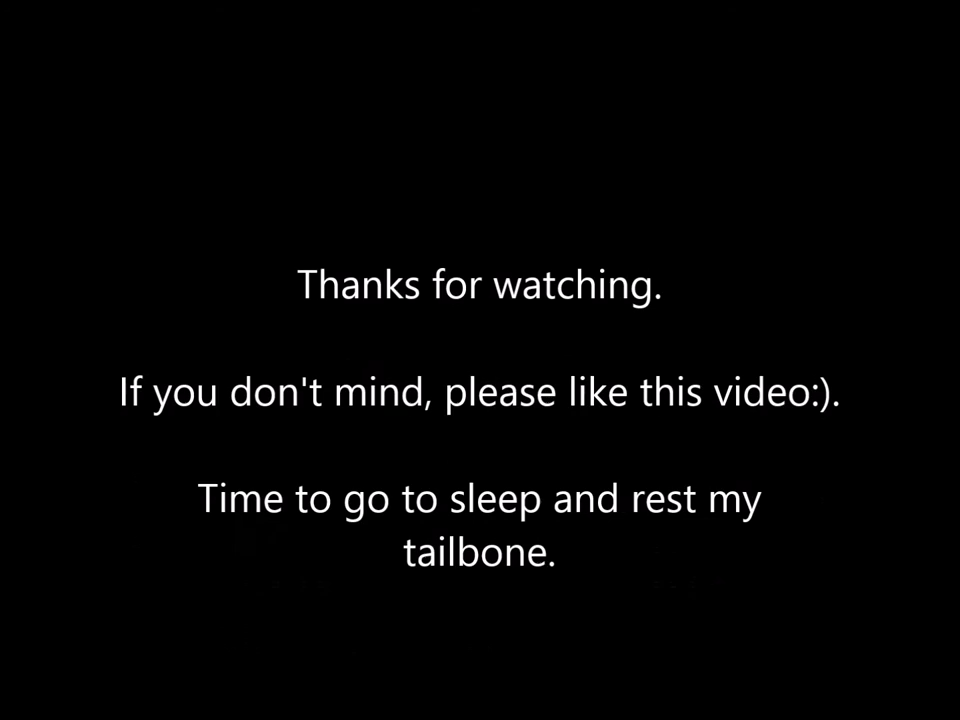 Thanks for watching.
If you don't mind, please like this video:).
Time to go to sleep and rest my
tailbone.